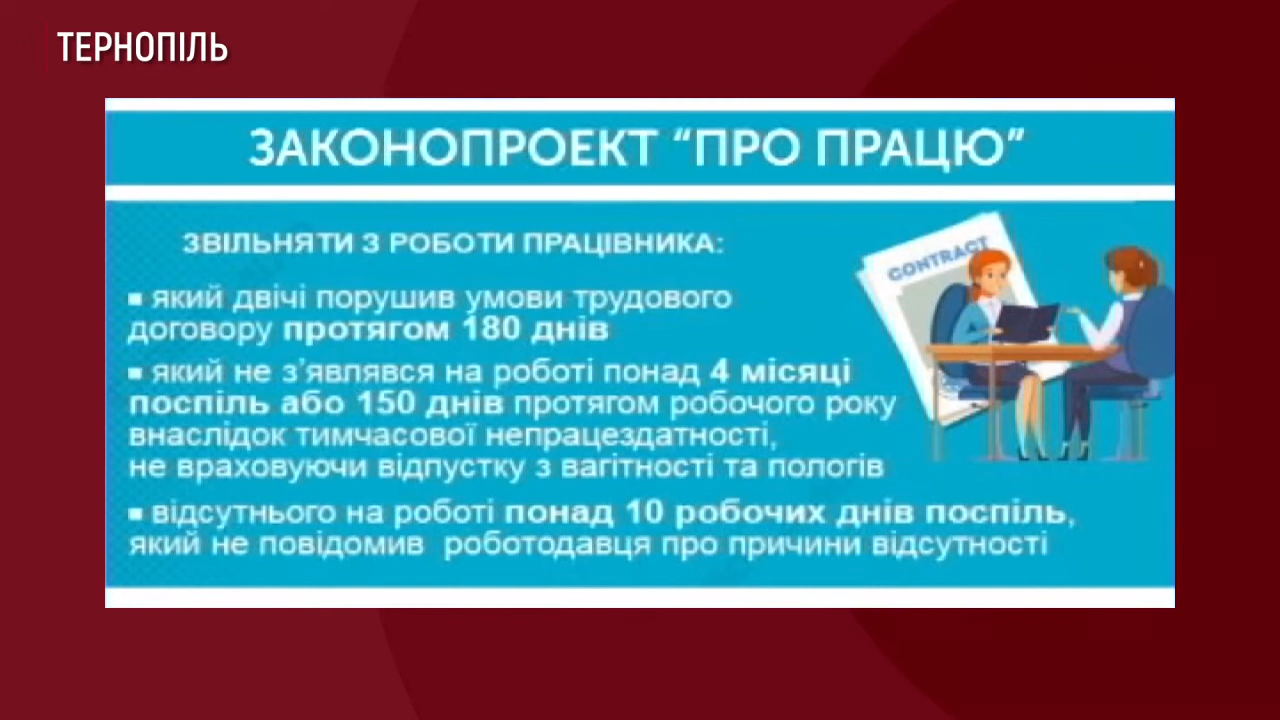 ТЕРНОПІЛЬ
ЗАКОНОПРОЕКТ “ПРО ПРАЦЮ”
ЗВІЛЬНЯТИ З РОБОТИ ПРАЦІВНИКА:
▪ який двічі порушив умови трудового
договору протягом 180 днів
▪ який не з’являвся на роботі понад 4 місяці
поспіль або 150 днів протягом робочого року
внаслідок тимчасової непрацездатності,
не враховуючи відпустку з вагітності та пологів
▪ відсутнього на роботі понад 10 робочих днів поспіль,
який не повідомив роботодавця про причини відсутності
CONTRACT